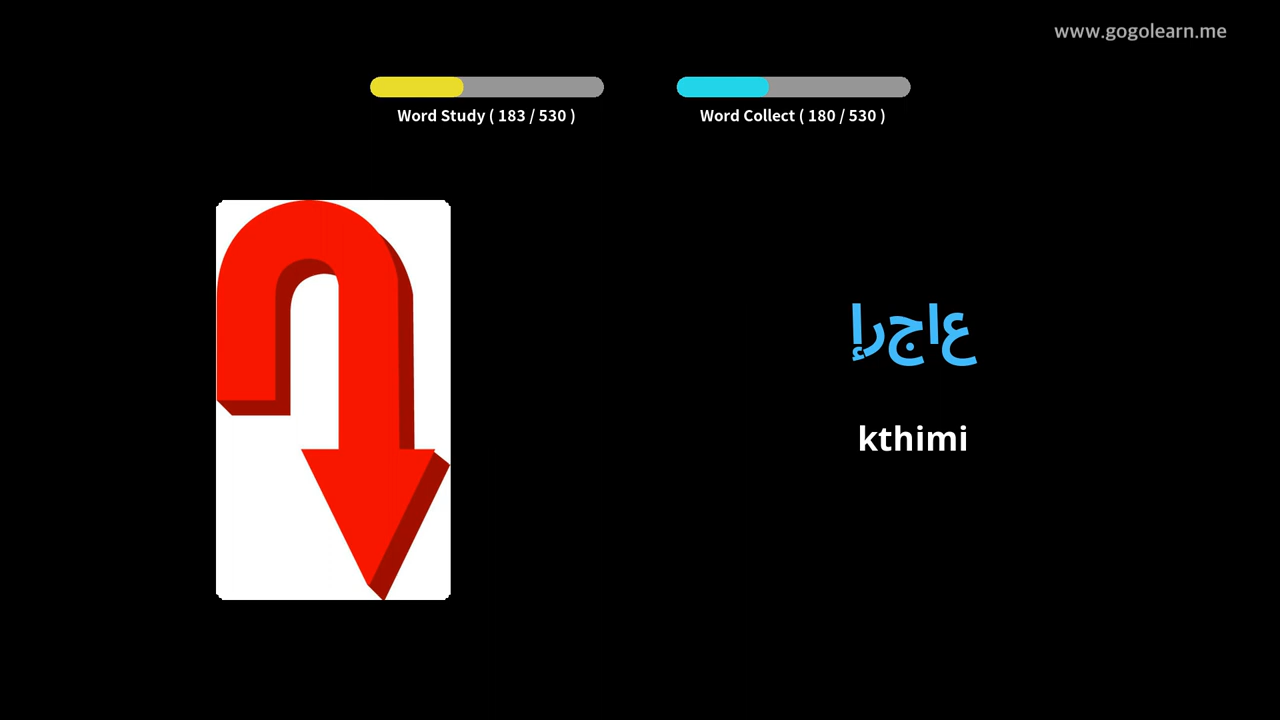 www.gogolearn.me
Word Study ( 183 / 530 )
Word Collect ( 180 / 530 )
إرجاع
kthimi